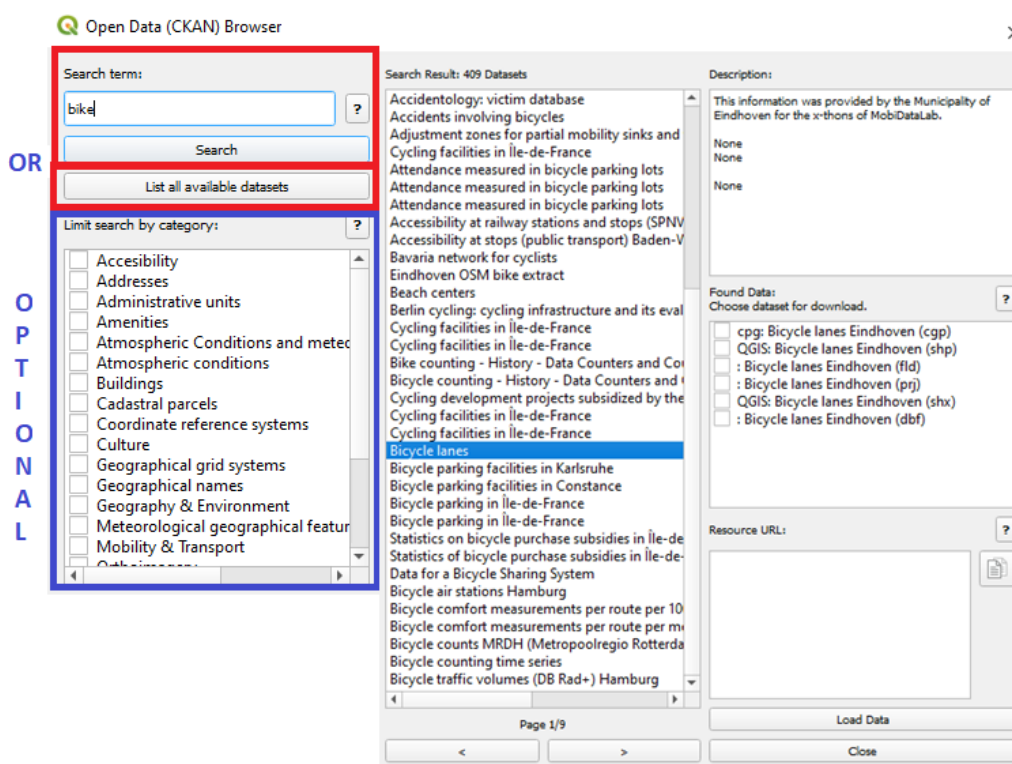 Open Data (CKAN) Browser
Search term:
bike
?
Search
OR
List all available datasets
Limit search by category:
?
OPTIONAL
Accesibility
Addresses
Administrative units
Amenities
Atmospheric Conditions and metec
Atmospheric conditions
Buildings
Cadastral parcels
Coordinate reference systems
Culture
Geographical grid systems
Geographical names
Geography & Environment
Meteorological geographical featur
Mobility & Transport
Orthoimagery
Search Result: 409 Datasets
Accidentology: victim database
Accidents involving bicycles
Adjustment zones for partial mobility sinks and
Cycling facilities in Île-de-France
Attendance measured in bicycle parking lots
Attendance measured in bicycle parking lots
Attendance measured in bicycle parking lots
Accessibility at railway stations and stops (SPNV
Accessibility at stops (public transport) Baden-V
Bavaria network for cyclists
Eindhoven OSM bike extract
Beach centers
Berlin cycling: cycling infrastructure and its eval
Cycling facilities in Île-de-France
Cycling facilities in Île-de-France
Bike counting - History - Data Counters and Cou
Bicycle counting - History - Data Counters and
Cycling development projects subsidized by the
Cycling facilities in Île-de-France
Cycling facilities in Île-de-France
Bicycle lanes
Bicycle parking facilities in Karlsruhe
Bicycle parking facilities in Constance
Bicycle parking in Île-de-France
Bicycle parking in Île-de-France
Statistics on bicycle purchase subsidies in Île-de
Statistics of bicycle purchase subsidies in Île-de-
Data for a Bicycle Sharing System
Bicycle air stations Hamburg
Bicycle comfort measurements per route per 10
Bicycle comfort measurements per route per m
Bicycle counts MRDH (Metropoolregio Rotterda
Bicycle counting time series
Bicycle traffic volumes (DB Rad+) Hamburg
Page 1/9
<
>
Description:
This information was provided by the Municipality of
Eindhoven for the x-thons of MobiDataLab.
None
None
None
Found Data:
Choose dataset for download.
?
cpg: Bicycle lanes Eindhoven (cgp)
QGIS: Bicycle lanes Eindhoven (shp)
: Bicycle lanes Eindhoven (fld)
: Bicycle lanes Eindhoven (prj)
QGIS: Bicycle lanes Eindhoven (shx)
: Bicycle lanes Eindhoven (dbf)
Resource URL:
?
Load Data
Close